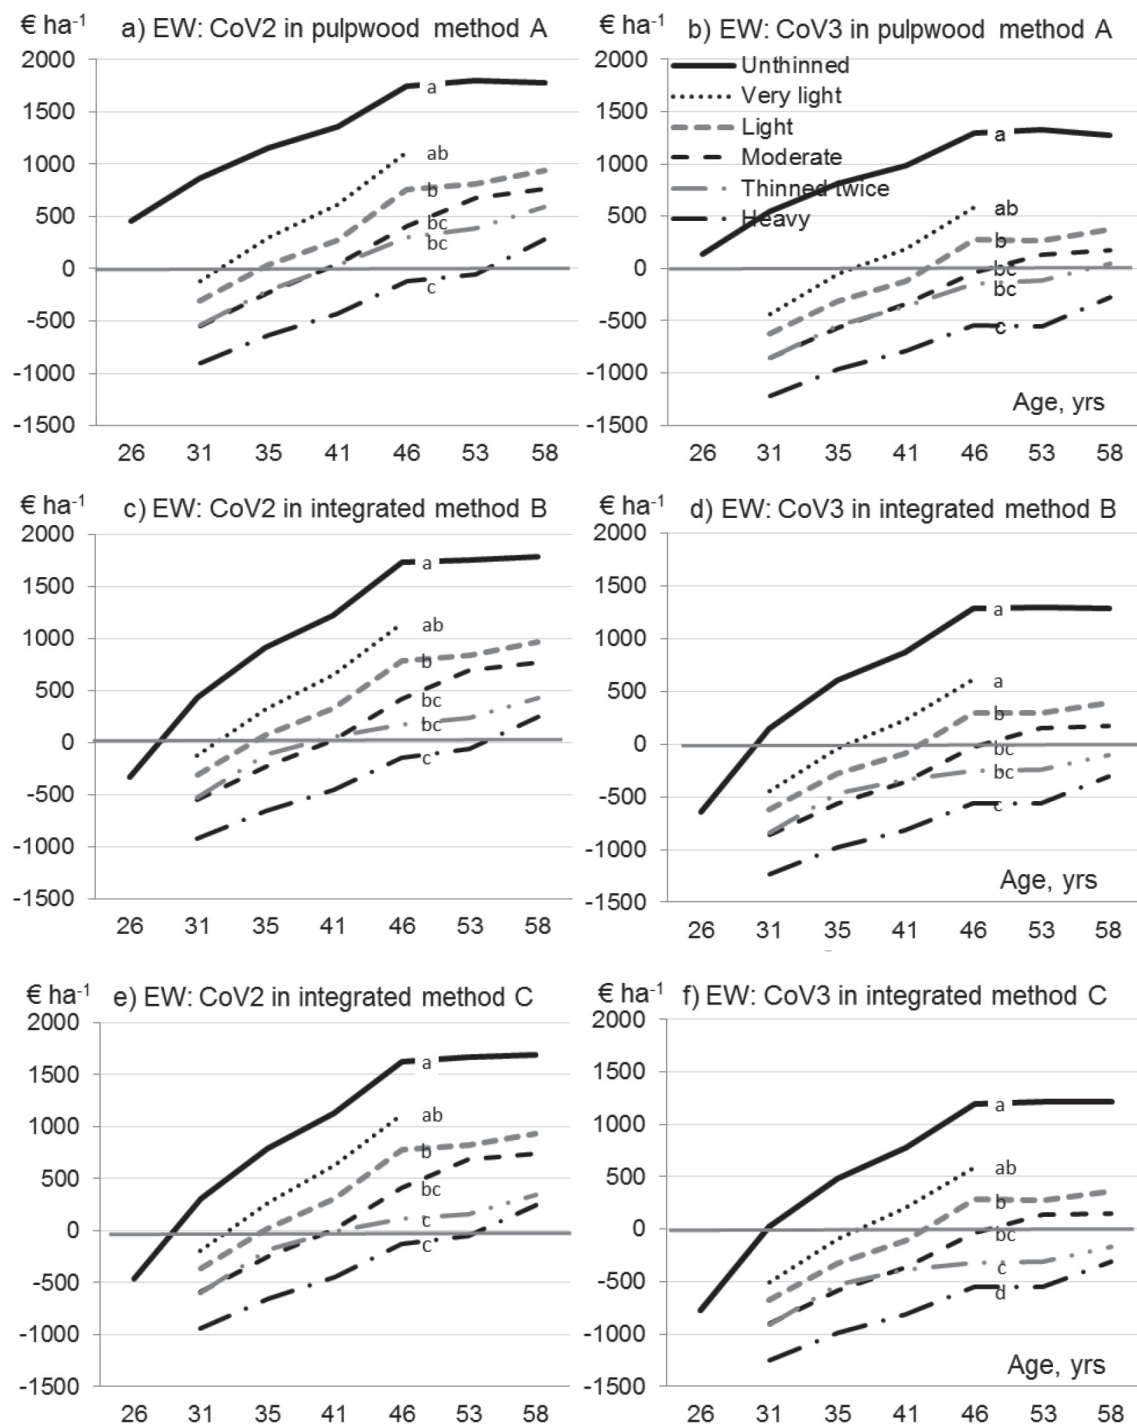 € ha-1 a) EW: CoV2 in pulpwood method A
2000
1500
1000
500
0
-500
-1000
-1500
a
ab
b
bc
bc
c
26 31 35 41 46 53 58
€ ha-1 b) EW: CoV3 in pulpwood method A
2000
1500
1000
500
0
-500
-1000
-1500
Unthinned
Very light
Light
Moderate
Thinned twice
Heavy
a
ab
b
bc
bc
c
Age, yrs
26 31 35 41 46 53 58
€ ha-1 c) EW: CoV2 in integrated method B
2000
1500
1000
500
0
-500
-1000
-1500
a
ab
b
bc
bc
c
26 31 35 41 46 53 58
€ ha-1 d) EW: CoV3 in integrated method B
2000
1500
1000
500
0
-500
-1000
-1500
a
a
b
bc
bc
c
Age, yrs
26 31 35 41 46 53 58
€ ha-1 e) EW: CoV2 in integrated method C
2000
1500
1000
500
0
-500
-1000
-1500
a
ab
b
bc
c
c
26 31 35 41 46 53 58
€ ha-1 f) EW: CoV3 in integrated method C
2000
1500
1000
500
0
-500
-1000
-1500
a
ab
b
bc
c
d
Age, yrs
26 31 35 41 46 53 58